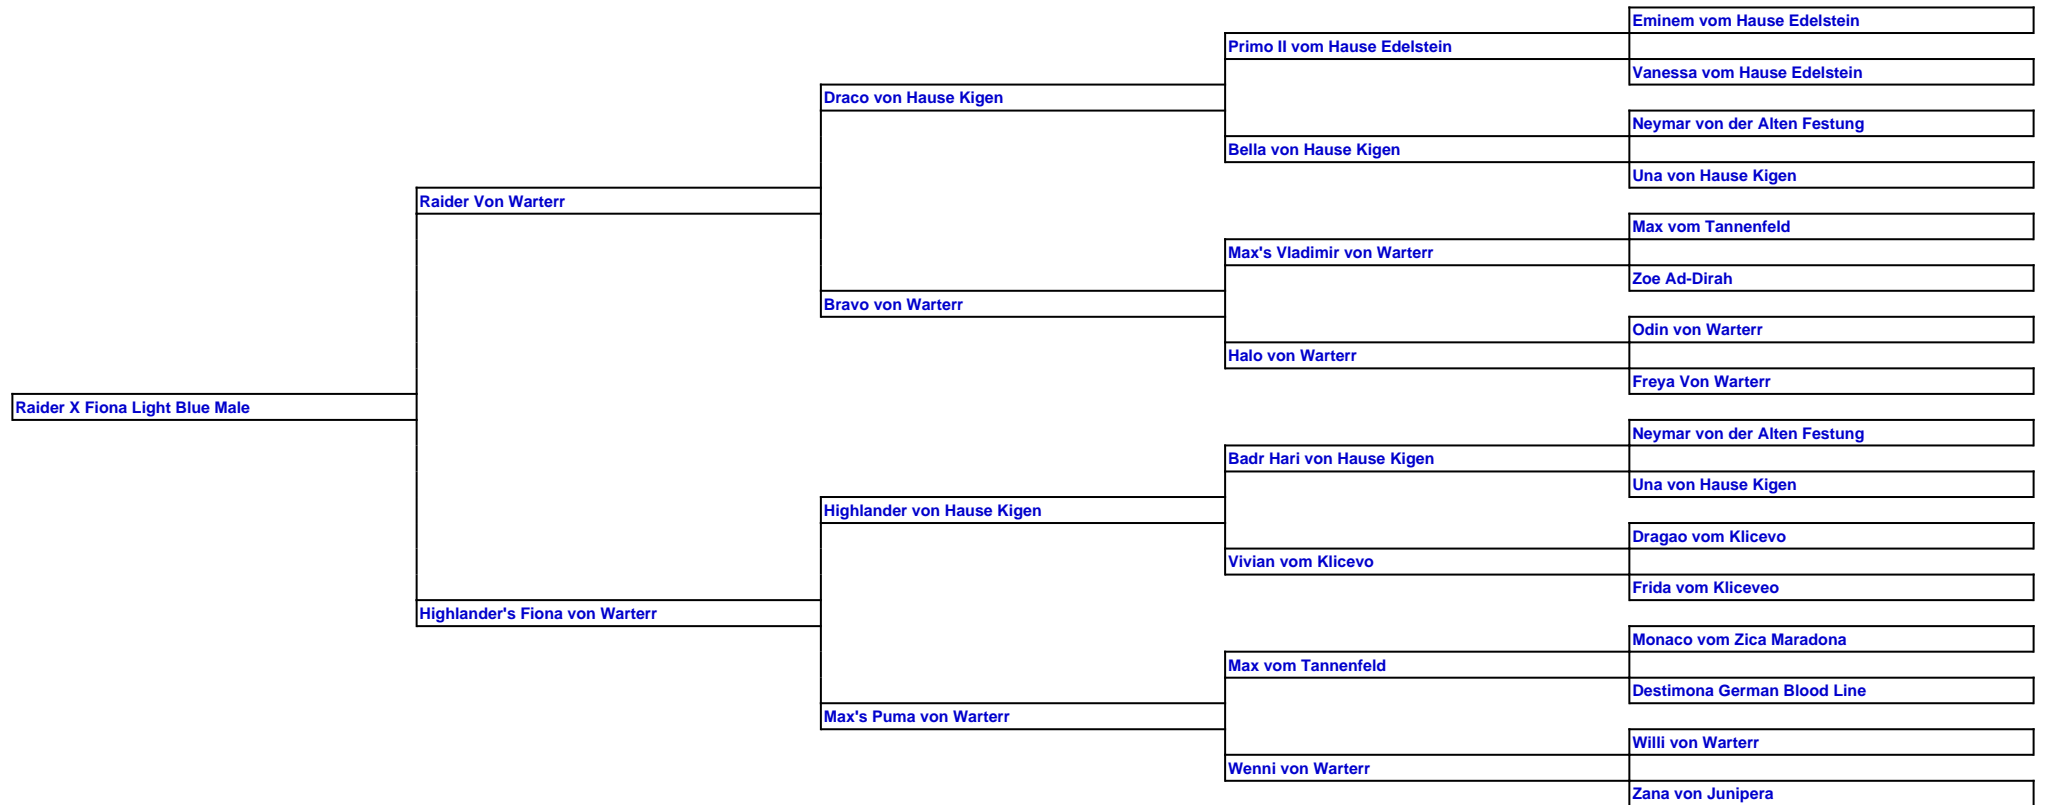 Eminem vom Hause Edelstein
Primo II vom Hause Edelstein
Vanessa vom Hause Edelstein
Draco von Hause Kigen
Neymar von der Alten Festung
Bella von Hause Kigen
Una von Hause Kigen
Raider Von Warterr
Max vom Tannenfeld
Max's Vladimir von Warterr
Zoe Ad-Dirah
Bravo von Warterr
Odin von Warterr
Halo von Warterr
Freya Von Warterr
Raider X Fiona Light Blue Male
Neymar von der Alten Festung
Badr Hari von Hause Kigen
Una von Hause Kigen
Highlander von Hause Kigen
Dragao vom Klicevo
Vivian vom Klicevo
Frida vom Kliceveo
Highlander's Fiona von Warterr
Monaco vom Zica Maradona
Max vom Tannenfeld
Destimona German Blood Line
Max's Puma von Warterr
Willi von Warterr
Wenni von Warterr
Zana von Junipera